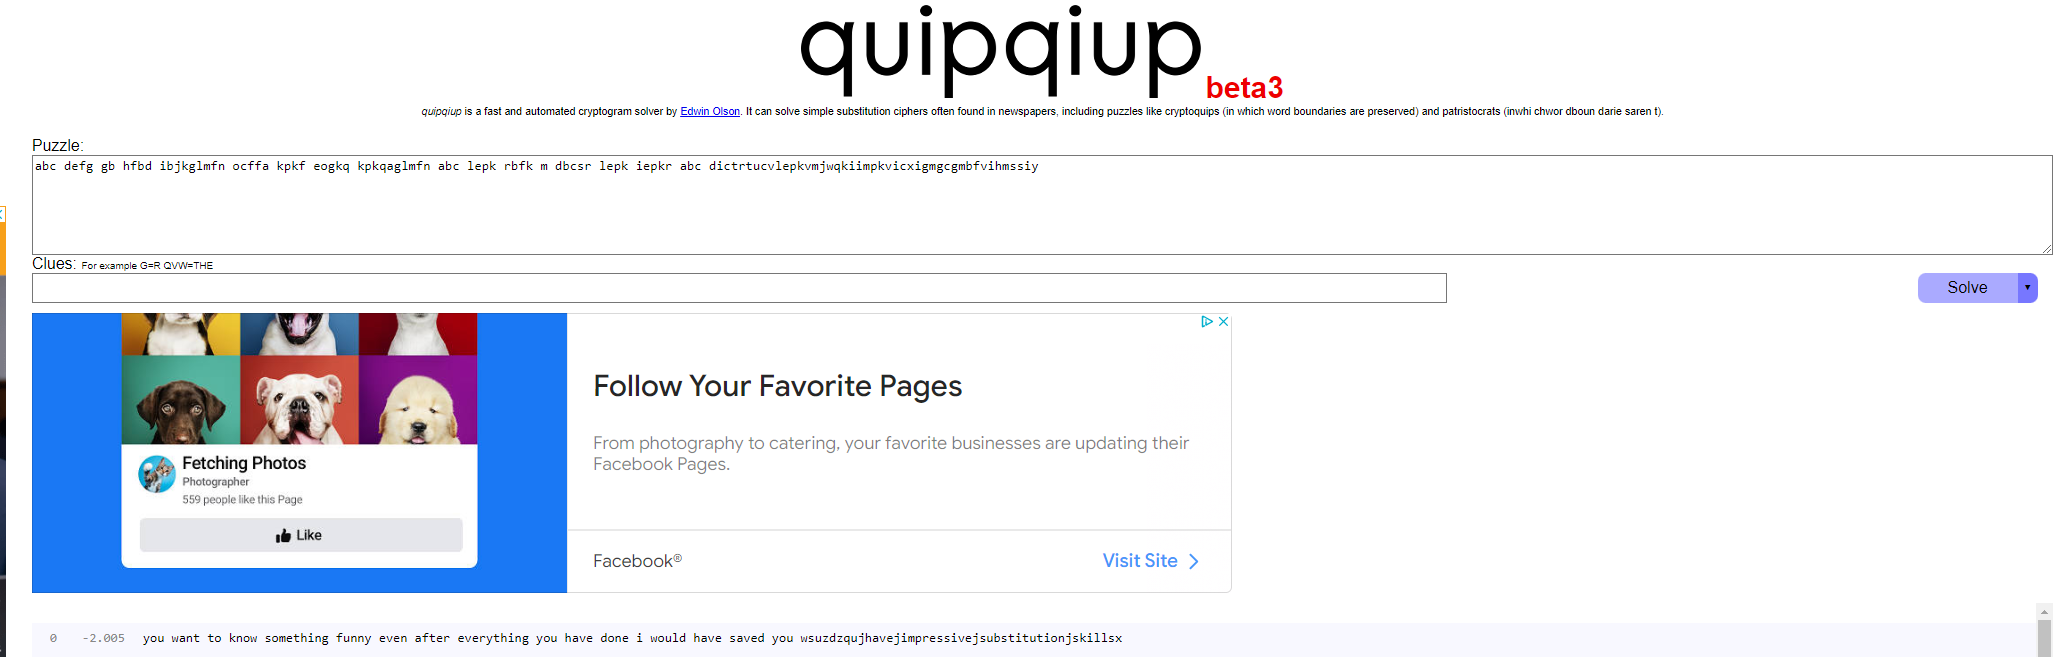 quipqiup beta3
quipqiup is a fast and automated cryptogram solver by Edwin Olson. It can solve simple substitution ciphers often found in newspapers, including puzzles like cryptoquips (in which word boundaries are preserved) and patristocrats (inwhi chwor dboun darie saren t).
Puzzle:
abc defg gb hfbd ibjkglmfn ocffa kpkf eogkq kpkqaglmfn abc lepk rbfk m dbcsr lepk iepkr abc dictrtucvlepkvmjwqkiimpkvicxigmgcgmbfvihmssiy
Clues: For example G=R QVW=THE
Solve
Follow Your Favorite Pages
From photography to catering, your favorite businesses are updating their
Facebook Pages.
Fetching Photos
Photographer
559 people like this Page
Like
Facebook®
Visit Site
0 -2.005 you want to know something funny even after everything you have done i would have saved you wsuzdzqujhavejimpressivejsubstitutionjskillsx